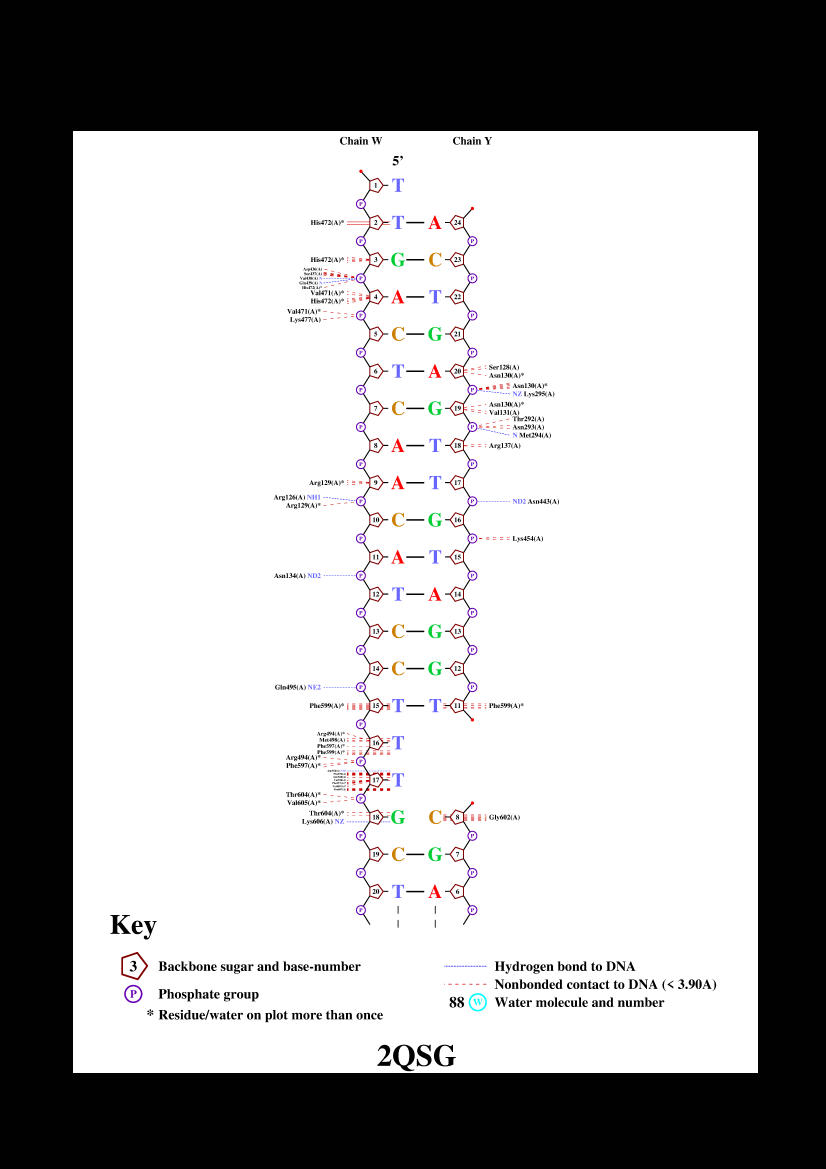 Chain W Chain Y
5'
1 T
P
His472(A)* 2 T A 24
P P
His472(A)* 3 G C 23
Asp436(A)
Ser437(A)
P P
His472(A)*
Val471(A)*
4 A T 22
His472(A)*
Val471(A)*
P P
Lys477(A)
5 C G 21
P P
Ser128(A)
6 T A 20
Asn130(A)*
Asn130(A)*
P P
NZ Lys295(A)
Asn130(A)*
7 C G 19
Val131(A)
Thr292(A)
P P Asn293(A)
N Met294(A)
8 A T 18 Arg137(A)
P P
Arg129(A)* 9 A T 17
Arg126(A) NH1
P P ND2 Asn443(A)
Arg129(A)*
10 C G 16
P P Lys454(A)
11 A T 15
Asn134(A) ND2 P P
12 T A 14
P P
13 C G 13
P P
14 C G 12
Gln495(A) NE2 P P
Phe599(A)* 15 T T 11 Phe599(A)*
P
Arg494(A)*
Met498(A)
16 T
Phe597(A)*
Phe599(A)*
Arg494(A)*
P
Phe597(A)*
17 T
Thr604(A)*
P
Val605(A)*
Thr604(A)*
18 G C 8 Gly602(A)
Lys606(A) NZ
P P
19 C G 7
P P
20 T A 6
P P
Key
3 Backbone sugar and base-number
Hydrogen bond to DNA
Nonbonded contact to DNA (< 3.90A)
P Phosphate group
88 W Water molecule and number
* Residue/water on plot more than once
2QSG